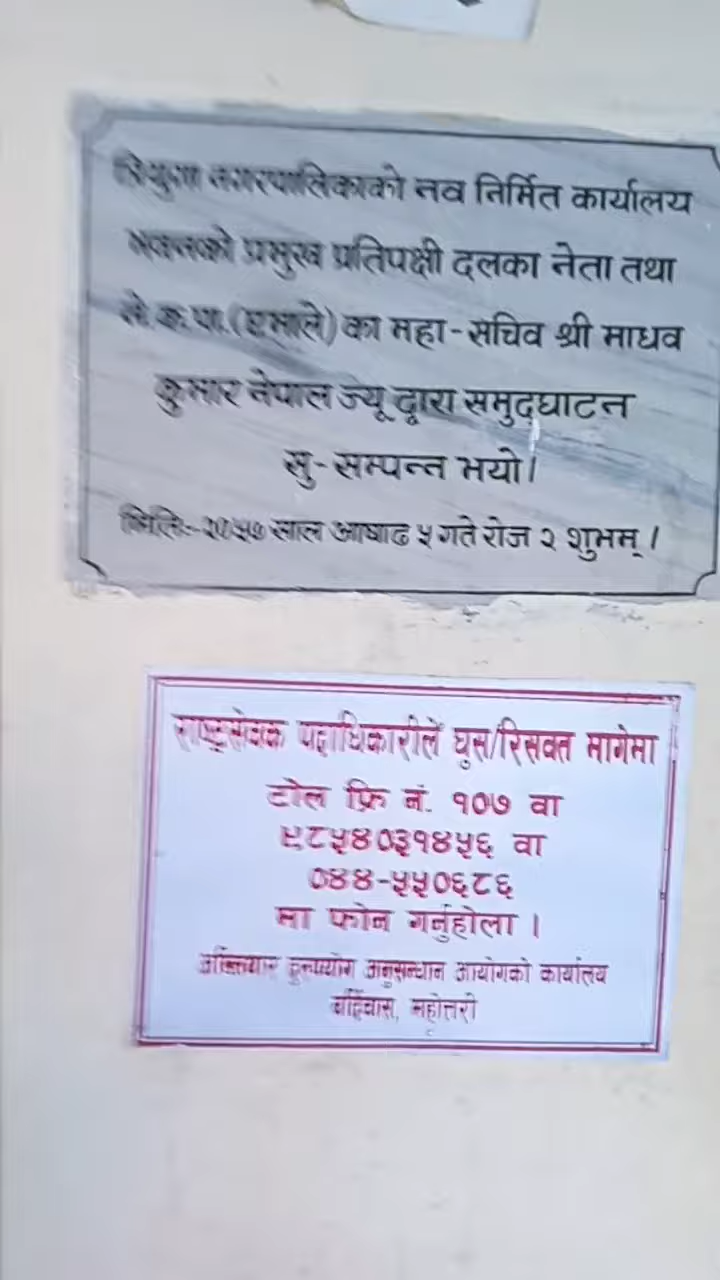 त्रियुगा नगरपालिकाको नव निर्मित कार्यालय
भवनको प्रमुख प्रतिपक्षी दलका नेता तथा
ने.क.पा.(एमाले) का महा-सचिव श्री माधव
कुमार नेपाल ज्यू द्वारा समुद्घाटन
सु-सम्पन्न भयो।
मिति:-२०५७ साल आषाढ ५ गते रोज २ शुभम् ।
राष्ट्रसेवक पदाधिकारीले घुस/रिसवत मागेमा
टोल फ्रि नं. १०७ वा
९८५४०३१४५६ वा
०४४-५५०६८६
मा फोन गर्नुहोला ।
अख्तियार दुरुपयोग अनुसन्धान आयोगको कार्यालय
बर्दिबास, महोत्तरी